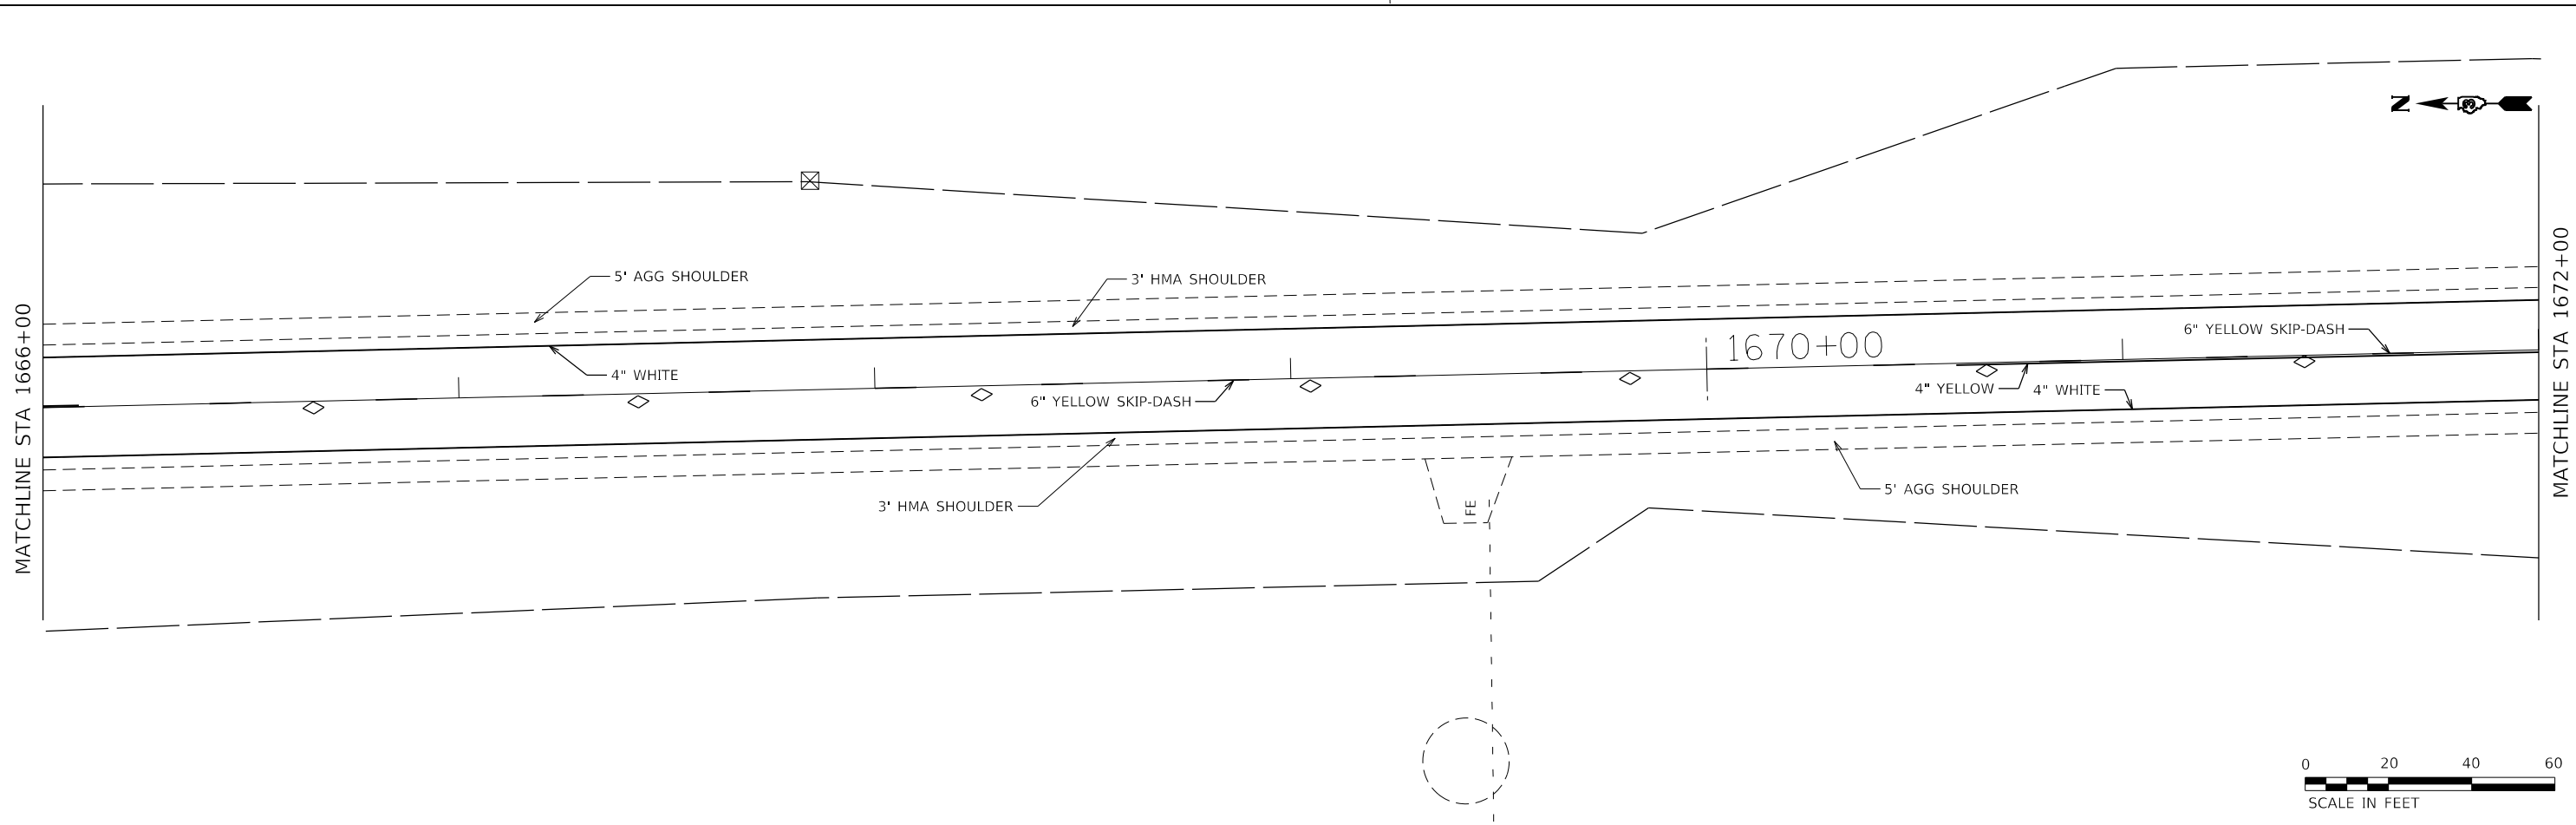 N
5' AGG SHOULDER
3' HMA SHOULDER
MATCHLINE STA 1666+00
MATCHLINE STA 1672+00
6" YELLOW SKIP-DASH
1670+00
4" WHITE
4" YELLOW
4" WHITE
6" YELLOW SKIP-DASH
5' AGG SHOULDER
3' HMA SHOULDER
FE
0 20 40 60
SCALE IN FEET